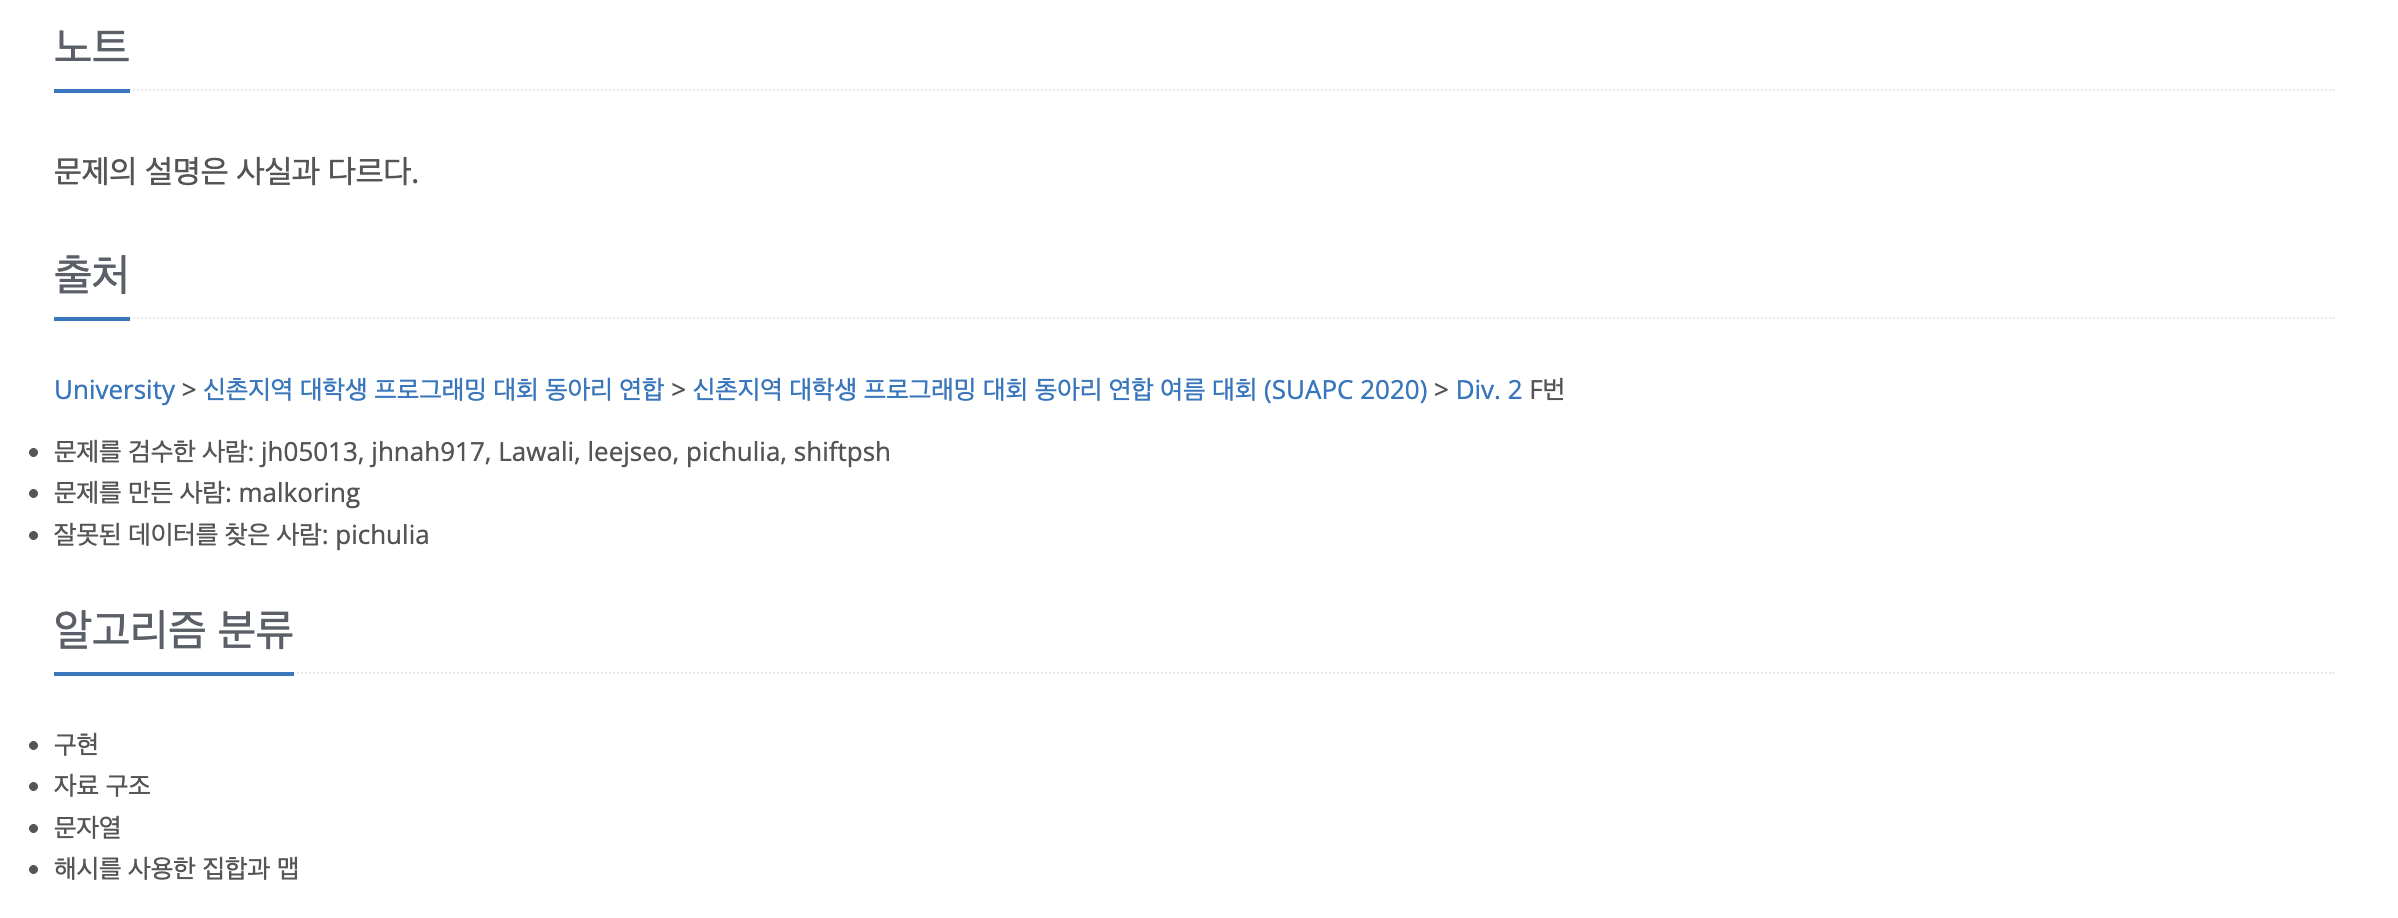 노트
문제의 설명은 사실과 다르다.
출처
University > 신촌지역 대학생 프로그래밍 대회 동아리 연합 > 신촌지역 대학생 프로그래밍 대회 동아리 연합 여름 대회 (SUAPC 2020) > Div. 2 F번
• 문제를 검수한 사람: jh05013, jhnah917, Lawali, leejseo, pichulia, shiftpsh
• 문제를 만든 사람: malkoring
• 잘못된 데이터를 찾은 사람: pichulia
알고리즘 분류
• 구현
• 자료 구조
• 문자열
• 해시를 사용한 집합과 맵